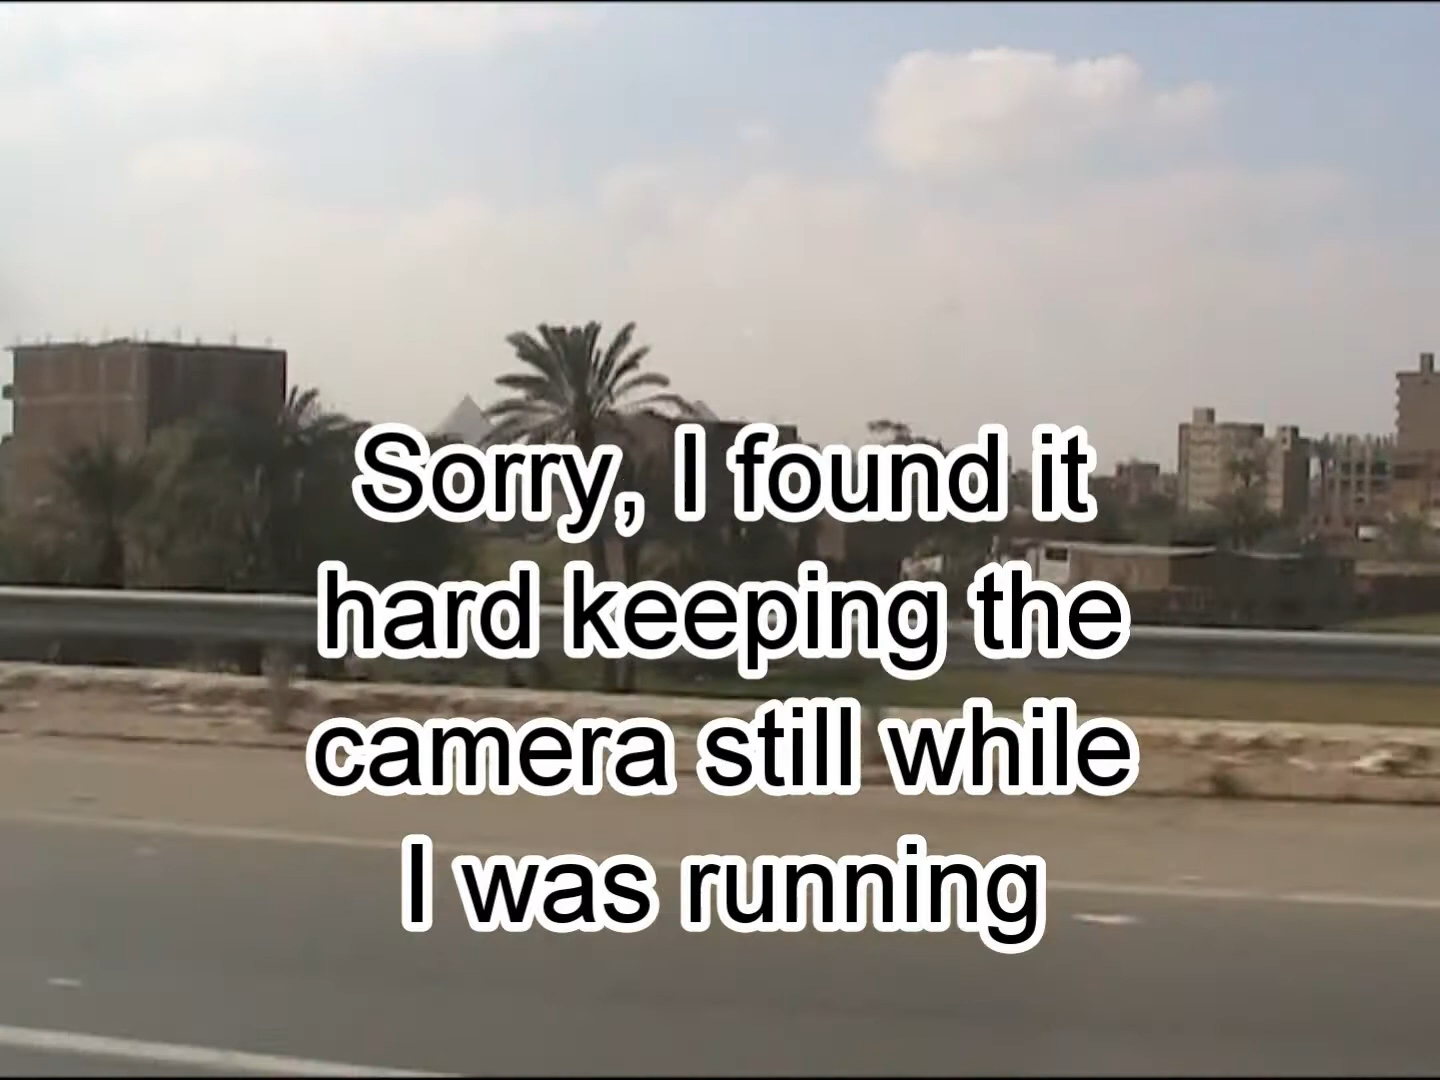 Sorry, I found it
hard keeping the
camera still while
I was running